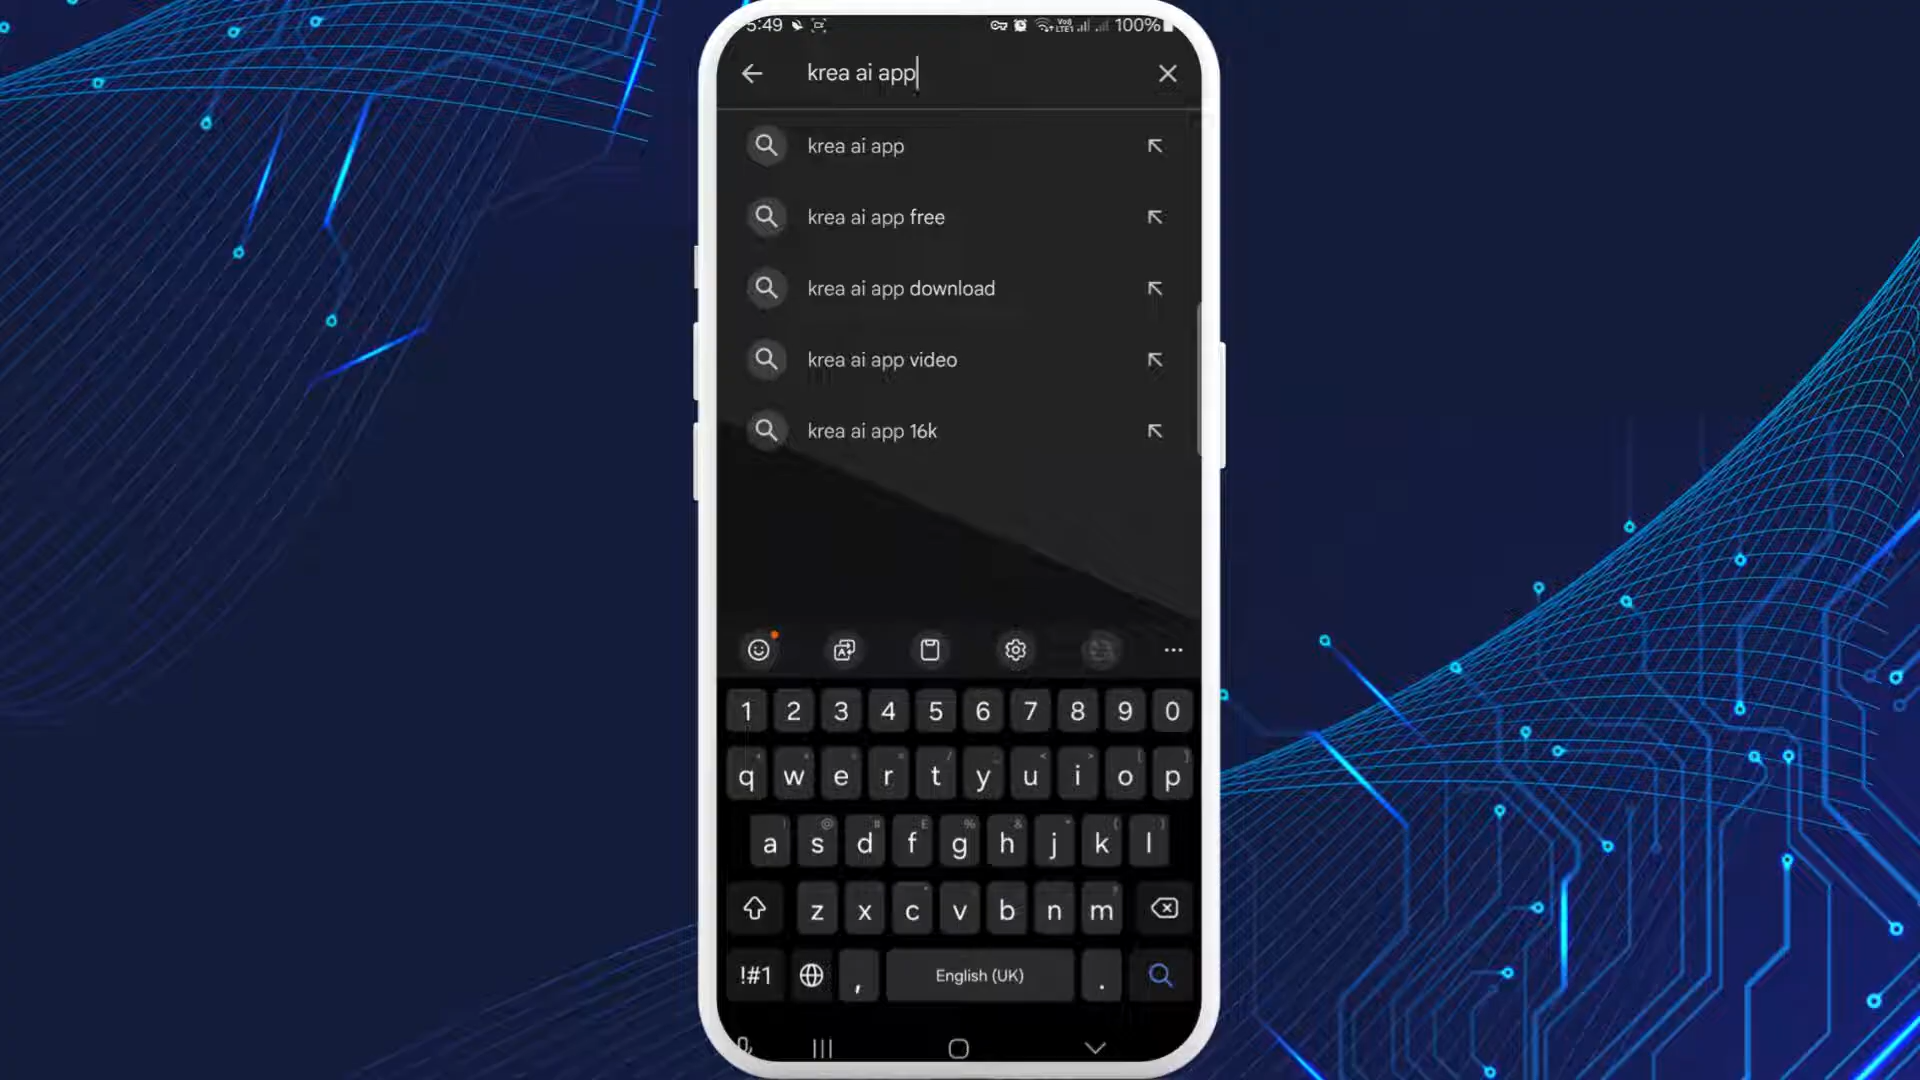 5:49 Vo) LTE1 100%
krea ai app
krea ai app
krea ai app free
krea ai app download
krea ai app video
krea ai app 16k
1 2 3 4 5 6 7 8 9 0
q w e r t y u i o p
a s d f g h j k l
z x c v b n m
!#1 , English (UK) .